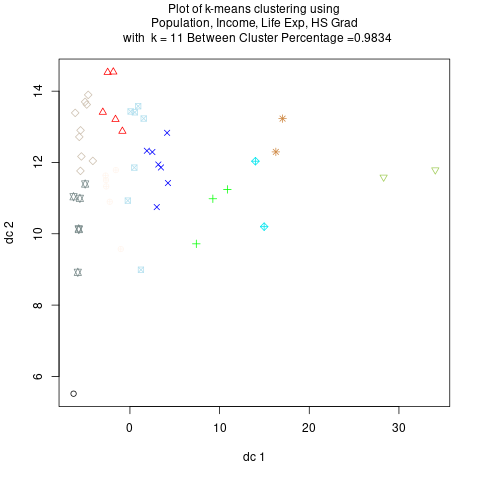 Plot of k-means clustering using
Population, Income, Life Exp, HS Grad
with k = 11 Between Cluster Percentage =0.9834
14
12
10
8
6
dc 2
0
10
20
30
dc 1